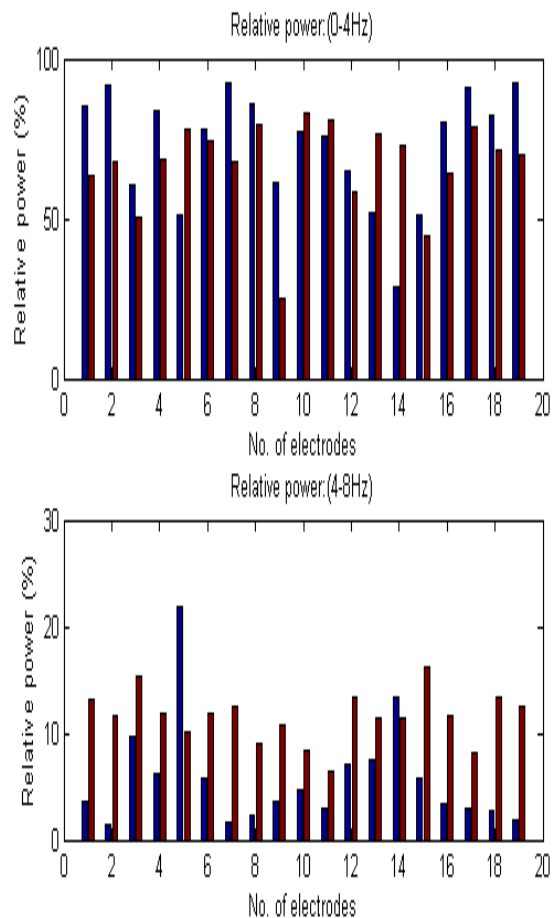 Relative power:(0-4Hz)
Relative power (%)
100
50
0
0 2 4 6 8 10 12 14 16 18 20
No. of electrodes
Relative power:(4-8Hz)
Relative power (%)
30
20
10
0
0 2 4 6 8 10 12 14 16 18 20
No. of electrodes